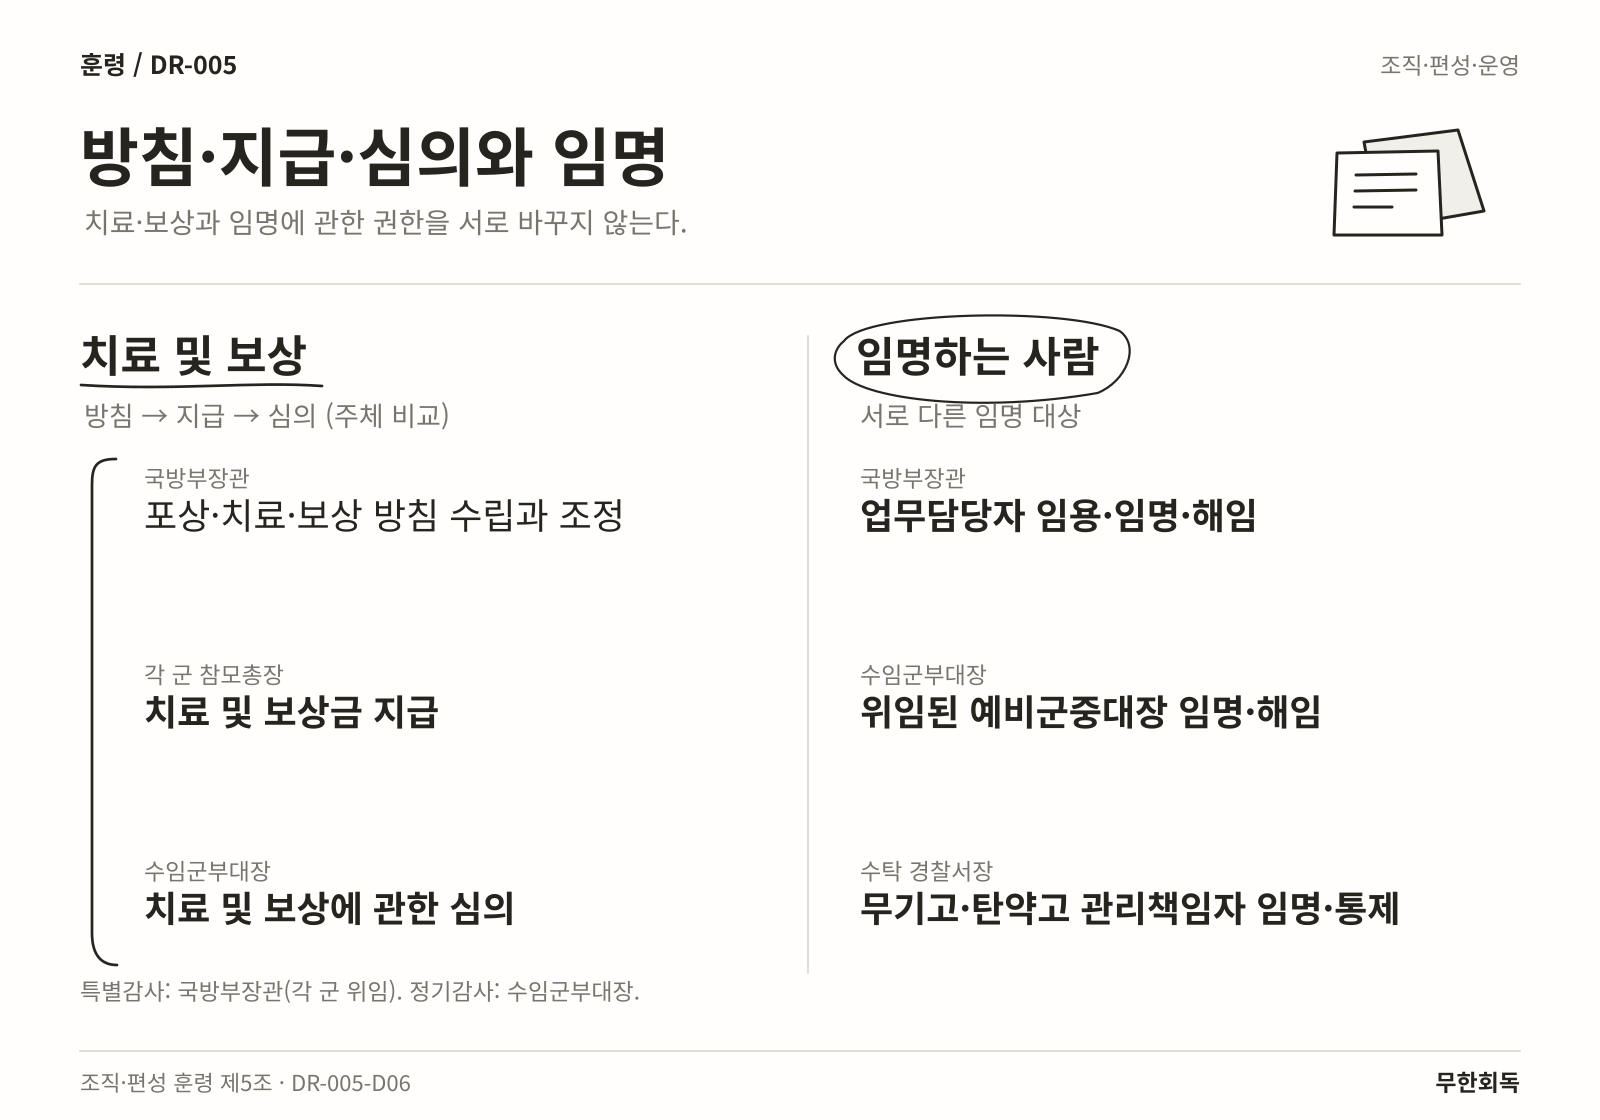 훈령 / DR-005
조직·편성·운영
방침·지급·심의와 임명
치료·보상과 임명에 관한 권한을 서로 바꾸지 않는다.
치료 및 보상
방침 → 지급 → 심의 (주체 비교)
국방부장관
포상·치료·보상 방침 수립과 조정
각 군 참모총장
치료 및 보상금 지급
수임군부대장
치료 및 보상에 관한 심의
특별감사: 국방부장관(각 군 위임). 정기감사: 수임군부대장.
임명하는 사람
서로 다른 임명 대상
국방부장관
업무담당자 임용·임명·해임
수임군부대장
위임된 예비군중대장 임명·해임
수탁 경찰서장
무기고·탄약고 관리책임자 임명·통제
조직·편성 훈령 제5조 · DR-005-D06
무한회독